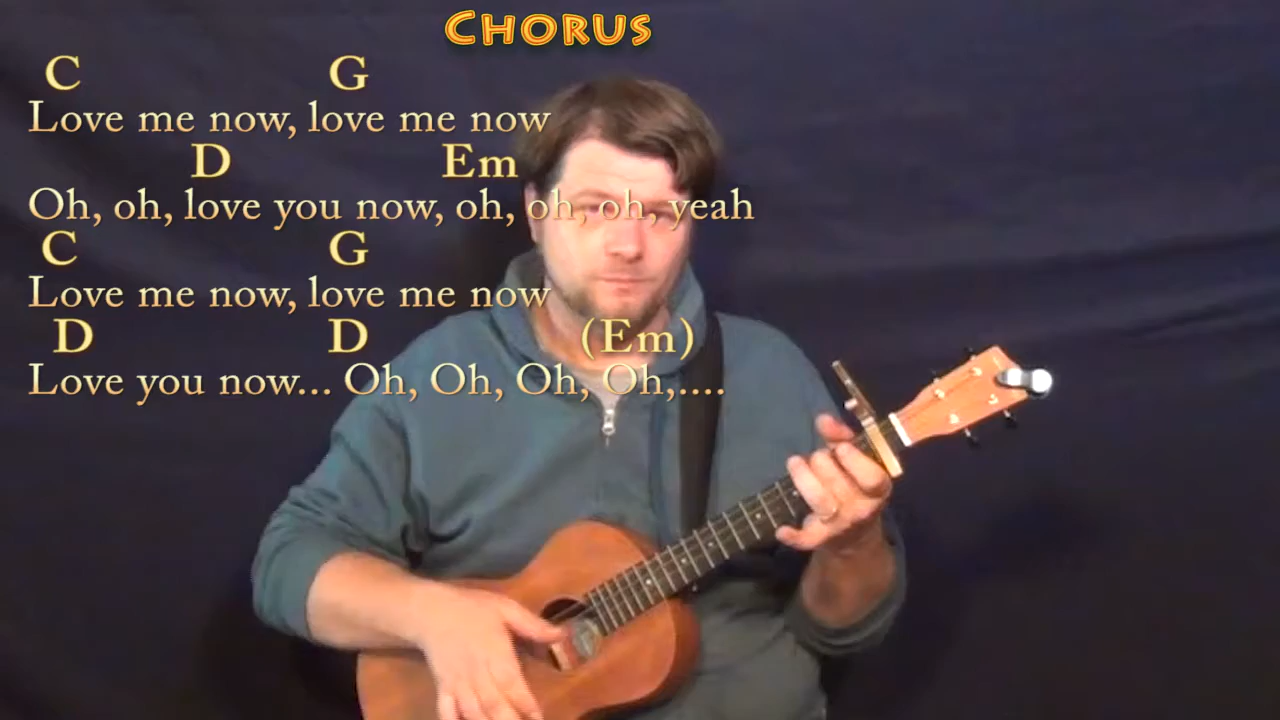 CHORUS
C G
Love me now, love me now
D Em
Oh, oh, love you now, oh, oh, oh, yeah
C G
Love me now, love me now
D D (Em)
Love you now... Oh, Oh, Oh, Oh,....